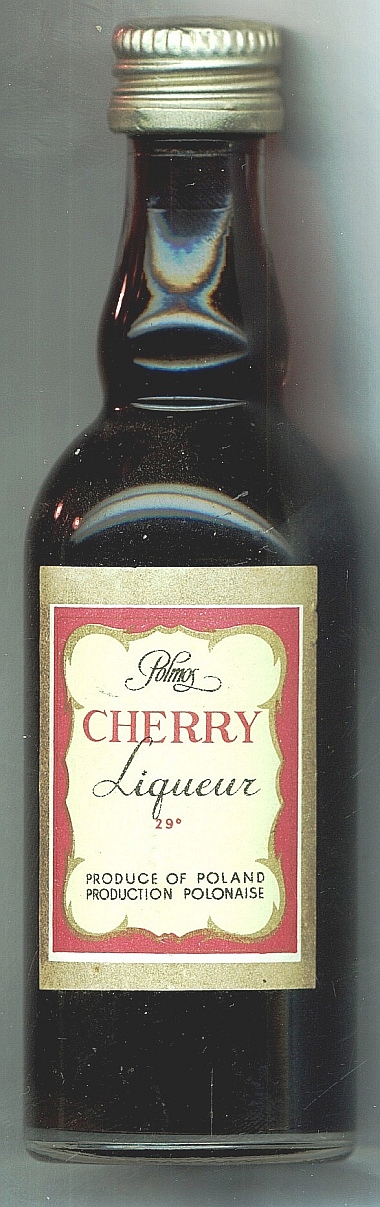 Polmos
CHERRY
Liqueur
29°
PRODUCE OF POLAND
PRODUCTION POLONAISE